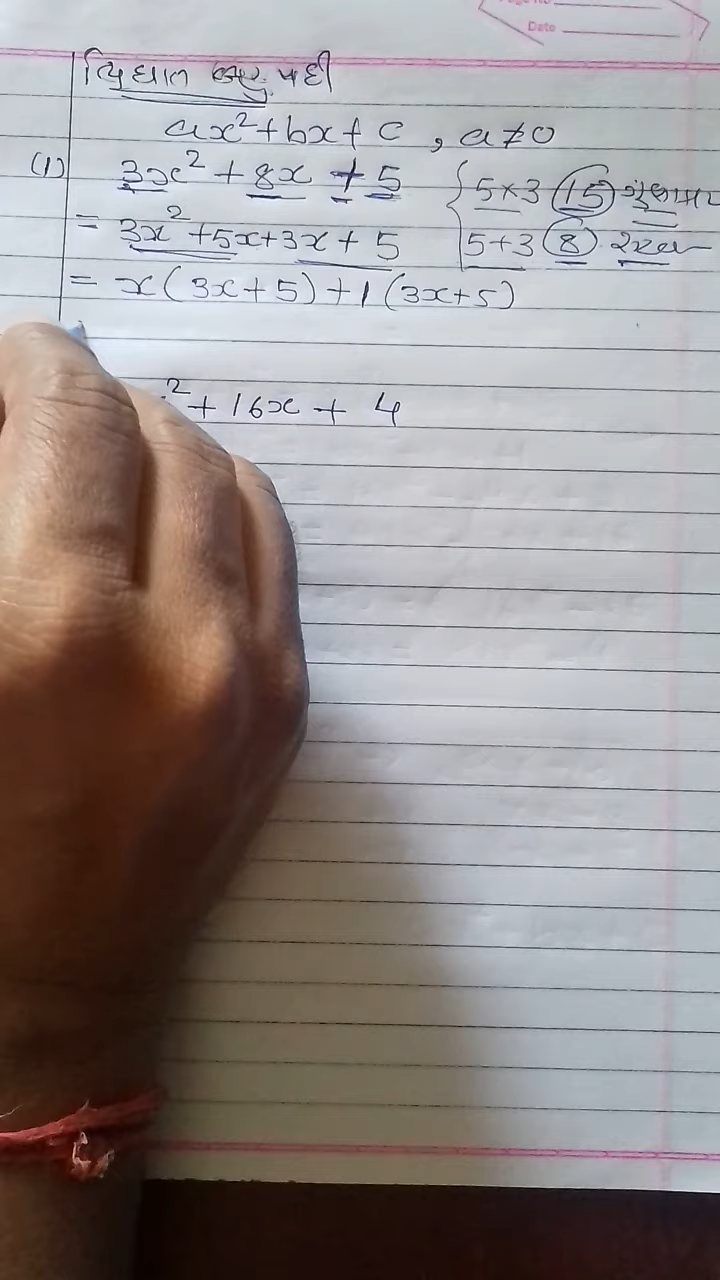 Date
દ્વિઘાત બહુપદી
ax² + bx + c , a ≠ 0
(1) 3x² + 8x + 5 { 5 × 3 15 ગુણાકાર
= 3x² + 5x + 3x + 5 5 + 3 8
= x(3x + 5) + 1(3x + 5)
² + 16x + 4